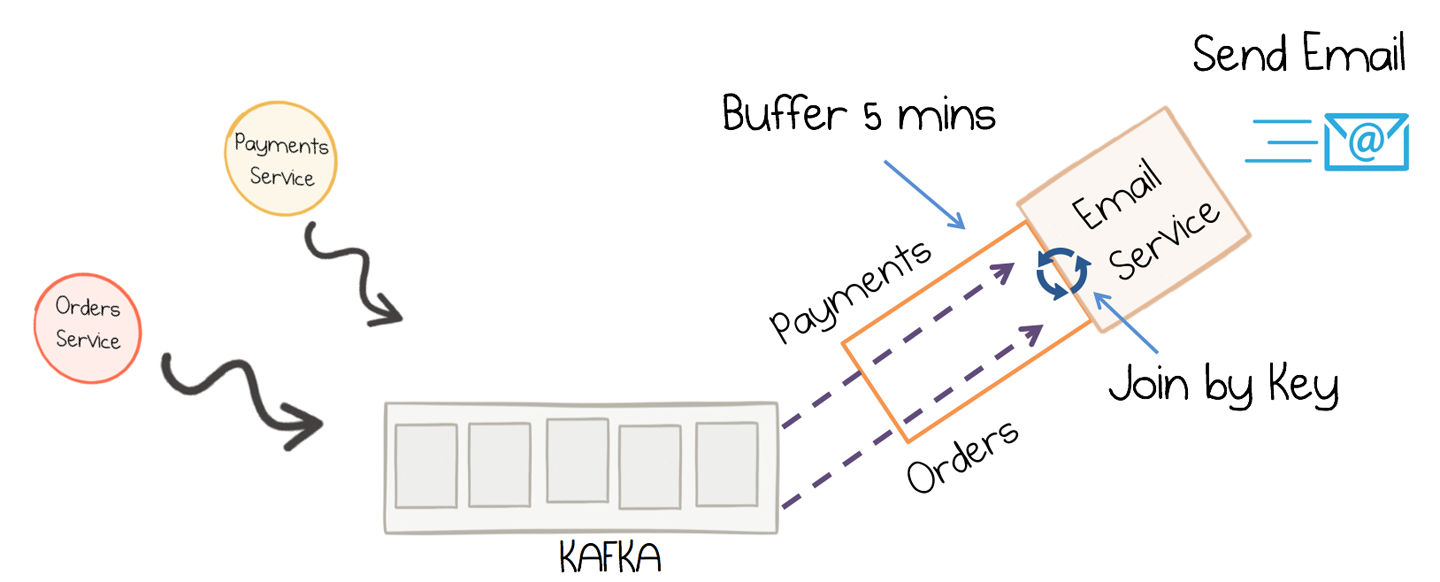 Send Email
Buffer 5 mins
Payments
Service
Email
Service
Payments
Orders
Service
@
Join by Key
Orders
KAFKA